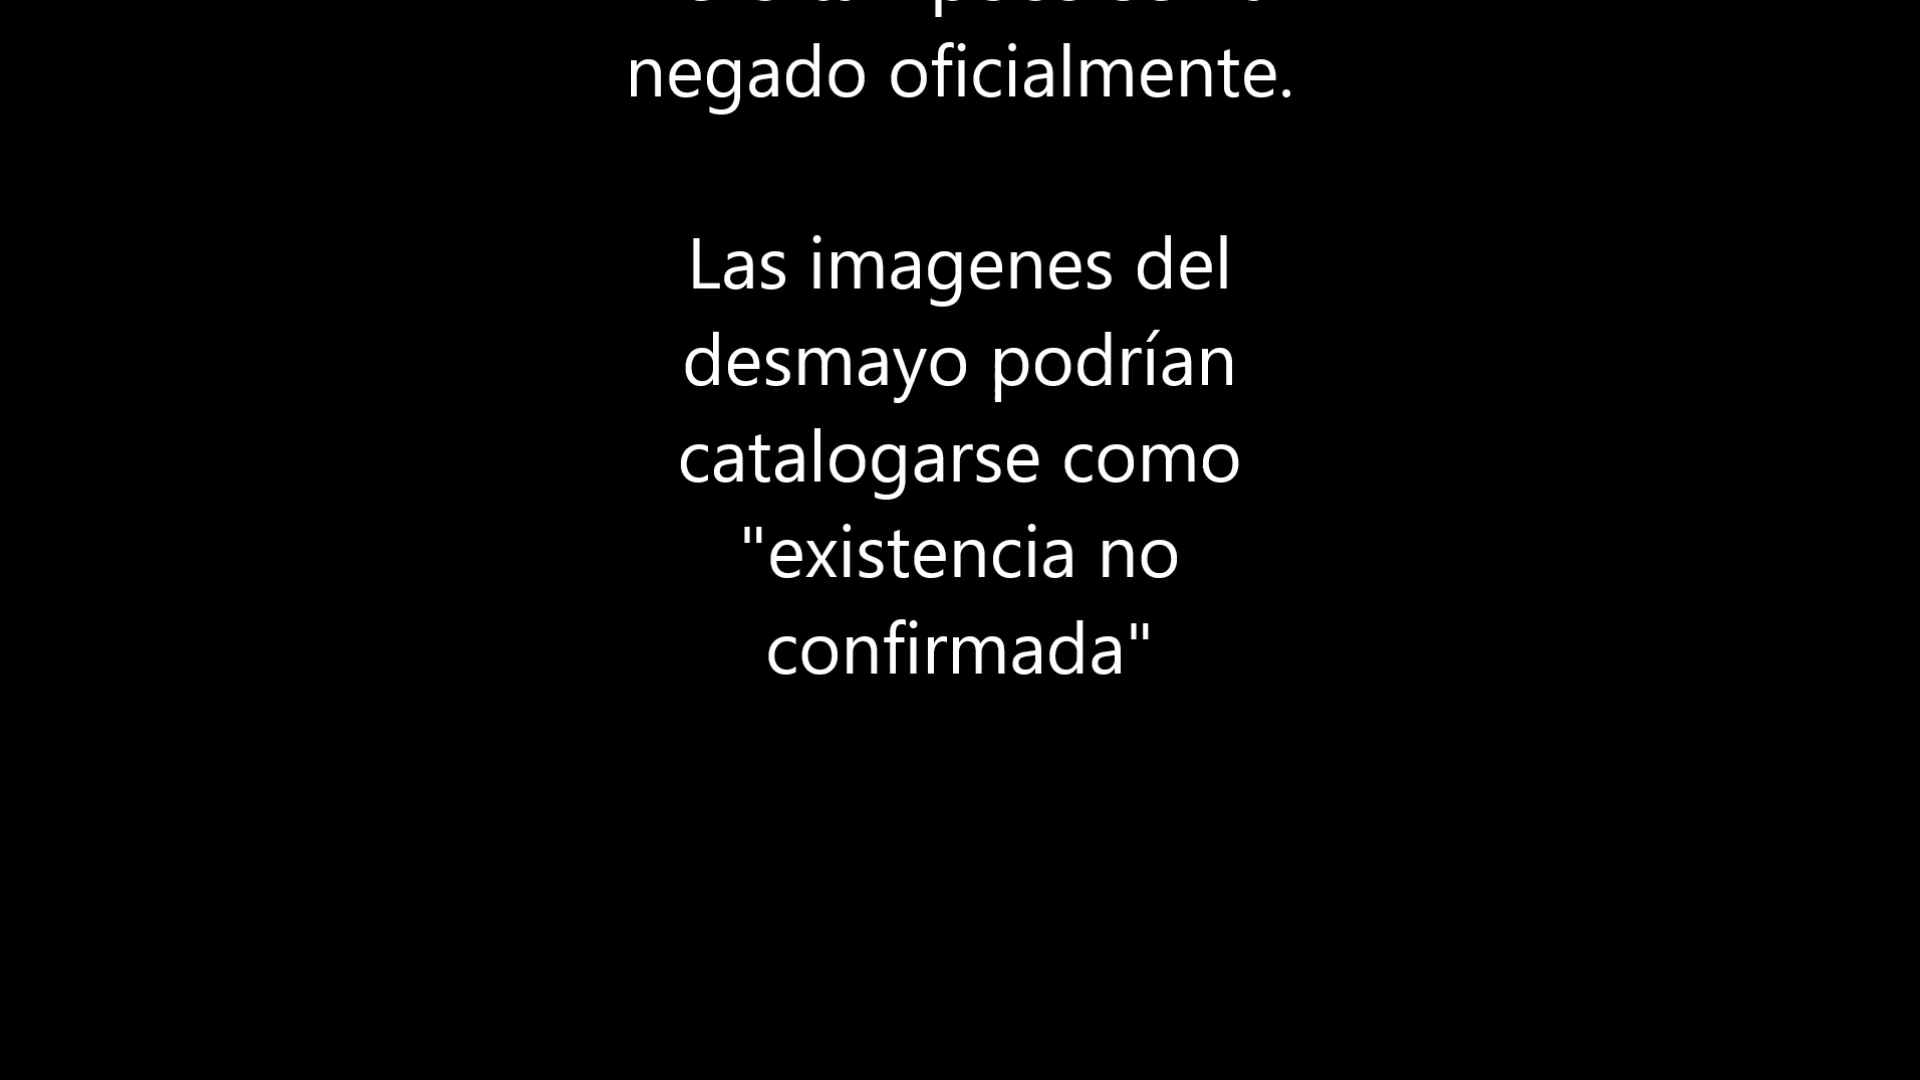 negado oficialmente.
Las imagenes del
desmayo podrían
catalogarse como
"existencia no
confirmada"